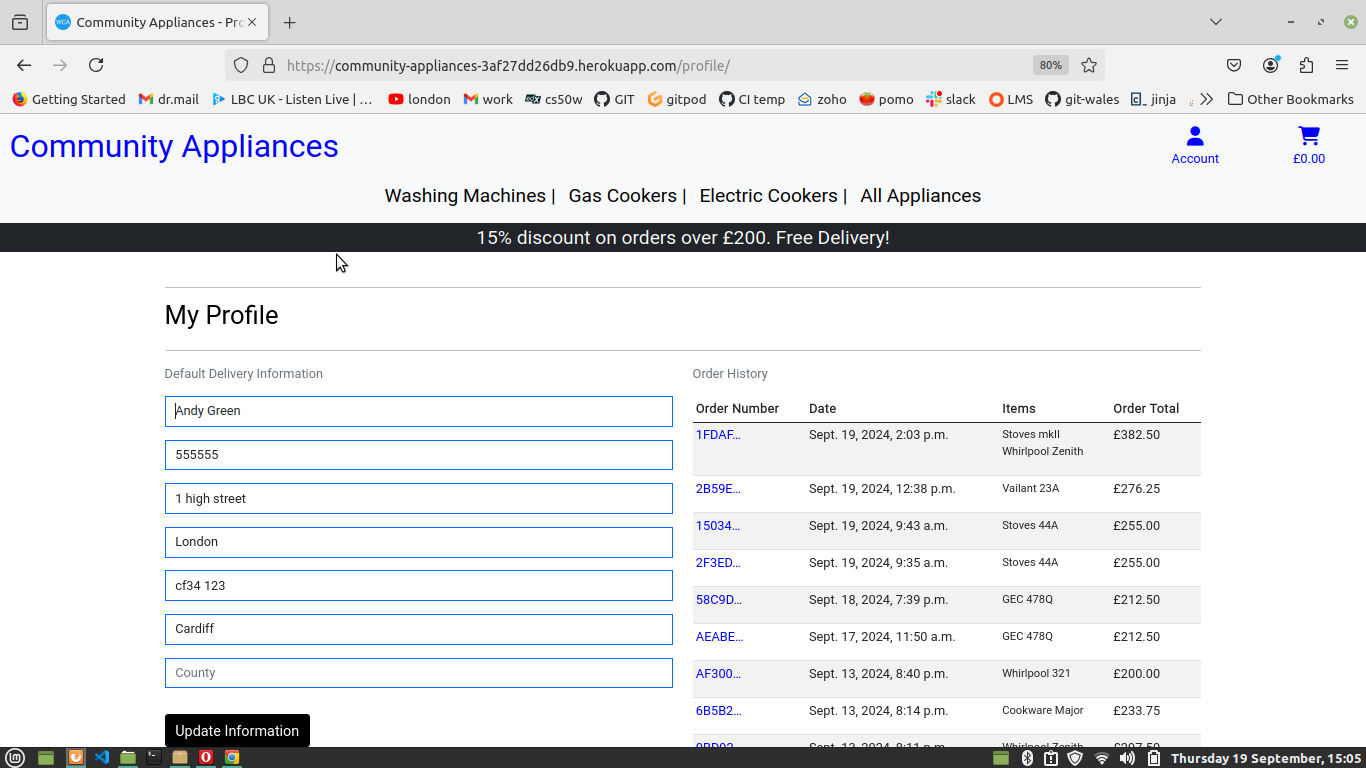 WCA Community Appliances - Pro
https://community-appliances-3af27dd26db9.herokuapp.com/profile/ 80%
Getting Started dr.mail LBC UK - Listen Live | … london work cs50w GIT gitpod CI temp zoho pomo slack LMS git-wales jinja Other Bookmarks
Community Appliances
Account £0.00
Washing Machines | Gas Cookers | Electric Cookers | All Appliances
15% discount on orders over £200. Free Delivery!
My Profile
Default Delivery Information
Andy Green
555555
1 high street
London
cf34 123
Cardiff
County
Update Information
Order History
Order Number Date Items Order Total
1FDAF... Sept. 19, 2024, 2:03 p.m. Stoves mkII £382.50
Whirlpool Zenith
2B59E... Sept. 19, 2024, 12:38 p.m. Vailant 23A £276.25
15034... Sept. 19, 2024, 9:43 a.m. Stoves 44A £255.00
2F3ED... Sept. 19, 2024, 9:35 a.m. Stoves 44A £255.00
58C9D... Sept. 18, 2024, 7:39 p.m. GEC 478Q £212.50
AEABE... Sept. 17, 2024, 11:50 a.m. GEC 478Q £212.50
AF300... Sept. 13, 2024, 8:40 p.m. Whirlpool 321 £200.00
6B5B2... Sept. 13, 2024, 8:14 p.m. Cookware Major £233.75
Thursday 19 September, 15:05